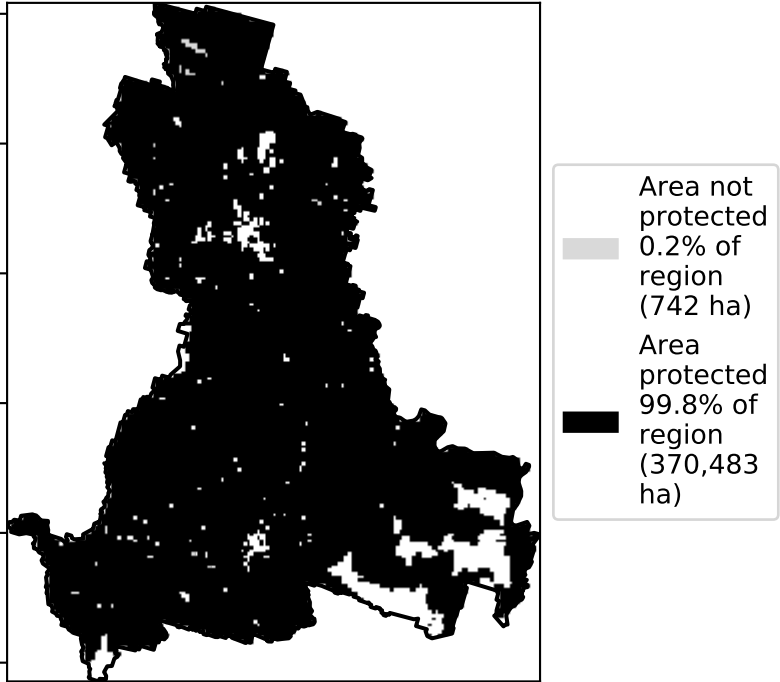 Area not
protected
0.2% of
region
(742 ha)
Area
protected
99.8% of
region
(370,483
ha)